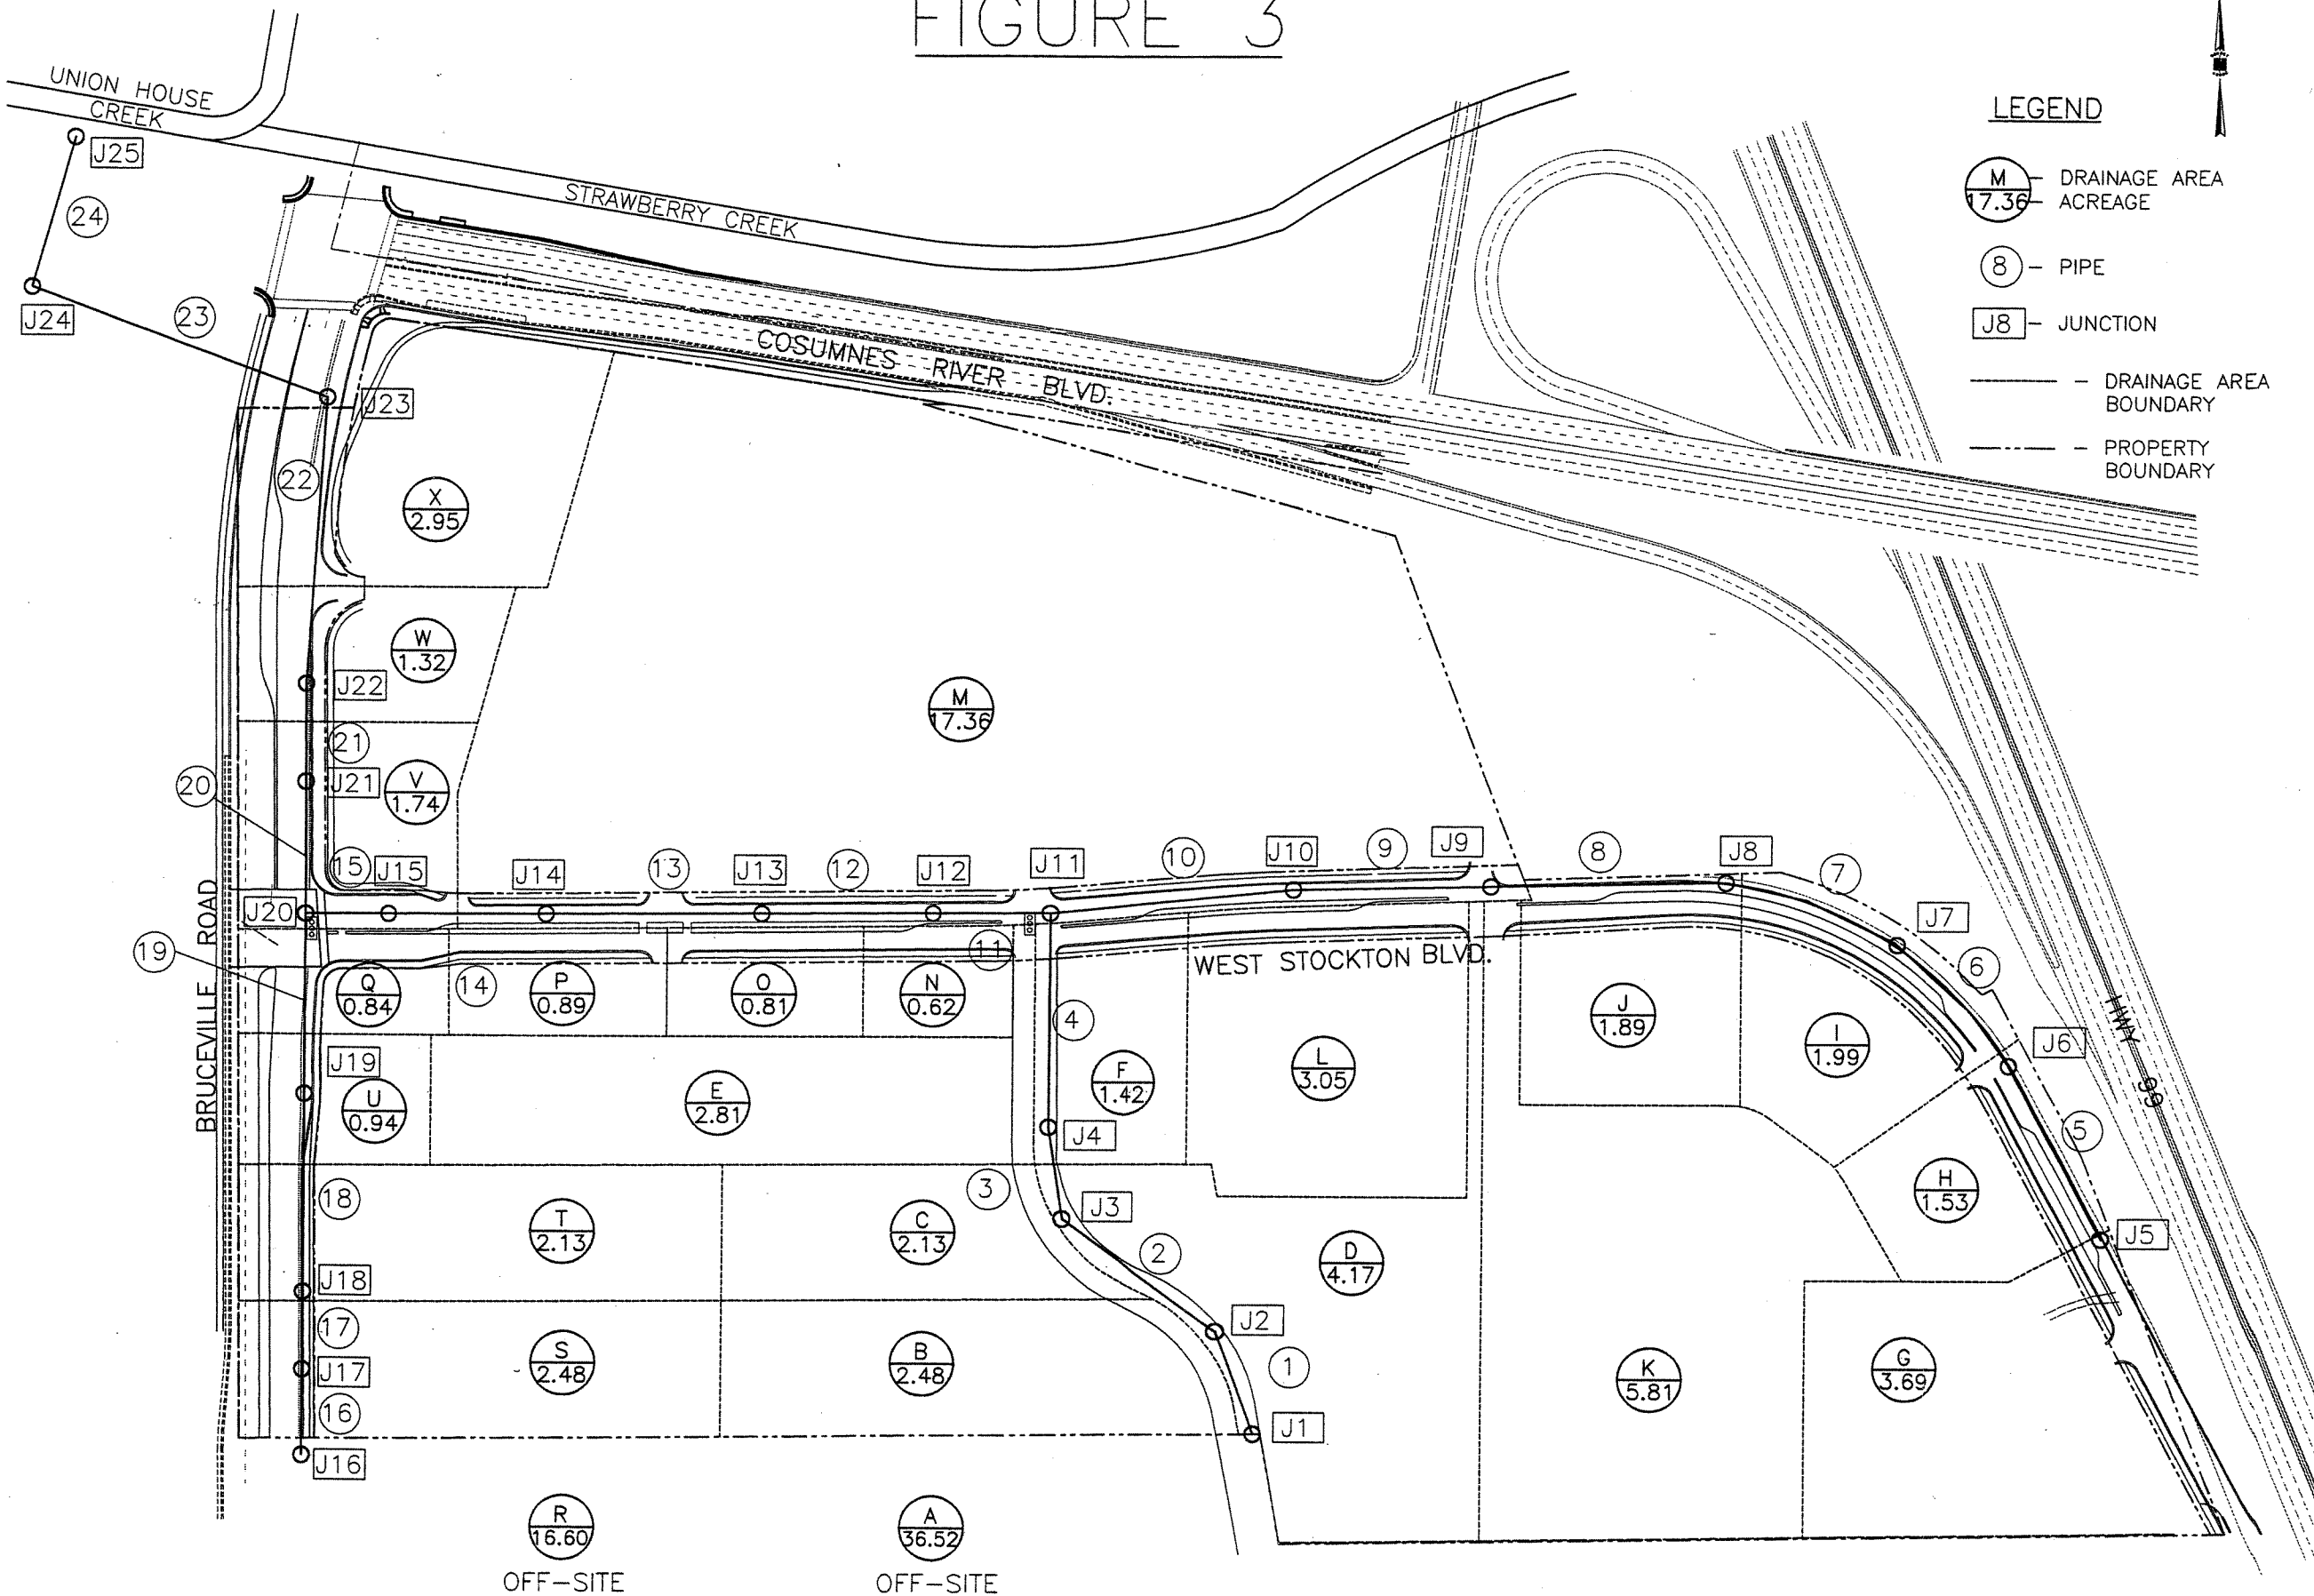 FIGURE 3
UNION HOUSE
CREEK
J25
24
J24
23
STRAWBERRY CREEK
COSUMNES RIVER BLVD.
LEGEND
M
17.36
DRAINAGE AREA
ACREAGE
8 - PIPE
J8 - JUNCTION
- DRAINAGE AREA
BOUNDARY
- PROPERTY
BOUNDARY
J23
22
X
2.95
W
1.32
J22
M
17.36
21
J21
20
V
1.74
15
J15
J14
13
J13
12
J12
J11
10
J10
9
J9
8
J8
7
J7
6
J6
5
J5
J20
19
BRUCEVILLE ROAD
WEST STOCKTON BLVD.
HWY 99
Q
0.84
14
P
0.89
O
0.81
N
0.62
11
4
J
1.89
I
1.99
J19
U
0.94
E
2.81
F
1.42
L
3.05
J4
H
1.53
18
T
2.13
C
2.13
3
J3
2
D
4.17
J18
17
J17
16
J16
S
2.48
B
2.48
J2
1
J1
K
5.81
G
3.69
R
16.60
OFF-SITE
A
36.52
OFF-SITE